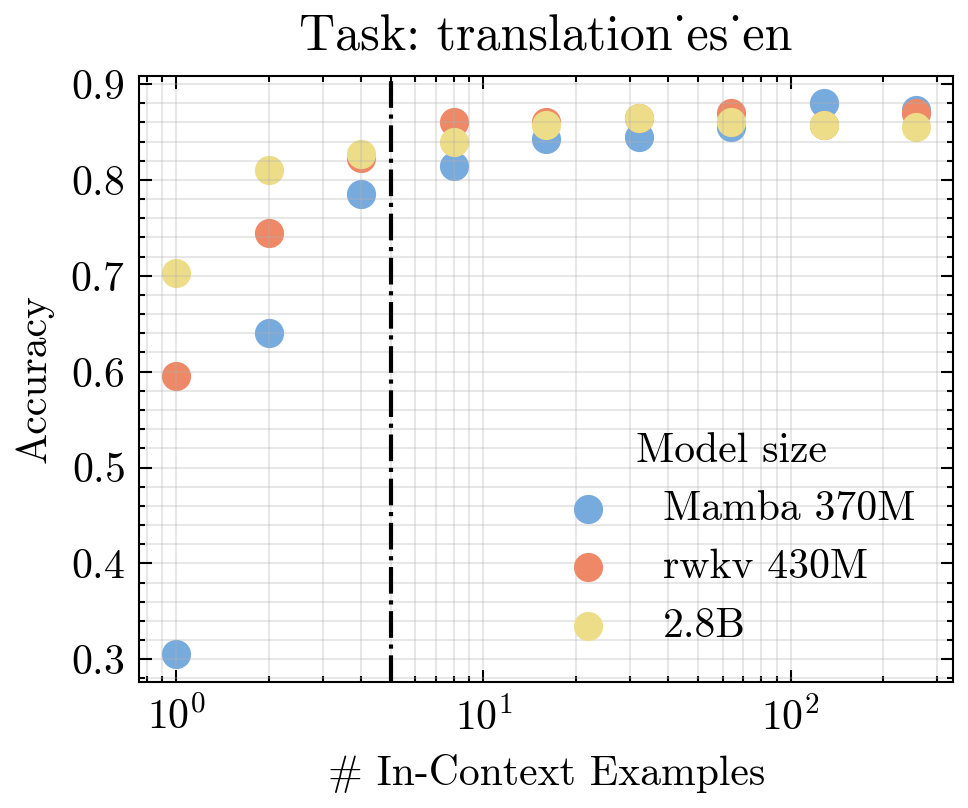 Task: translation˙es˙en
0.9
0.8
0.7
0.6
0.5
0.4
0.3
Accuracy
Model size
Mamba 370M
rwkv 430M
2.8B
10⁰ 10¹ 10²
# In-Context Examples